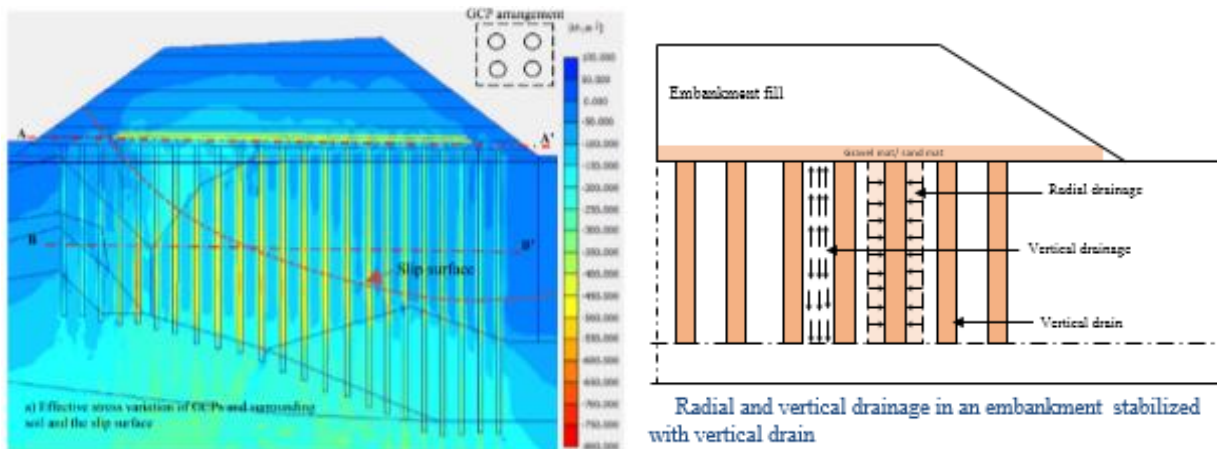 GCP arrangement
[kN/m²]
100.000
50.000
0.000
-50.000
-100.000
-150.000
-200.000
-250.000
-300.000
-350.000
-400.000
-450.000
-500.000
-550.000
-600.000
-650.000
-700.000
-750.000
-800.000
A
A'
B
B'
Slip surface
a) Effective stress variation of GCPs and surrounding
soil and the slip surface
Embankment fill
Gravel mat/ sand mat
Radial drainage
Vertical drainage
Vertical drain
Radial and vertical drainage in an embankment stabilized
with vertical drain